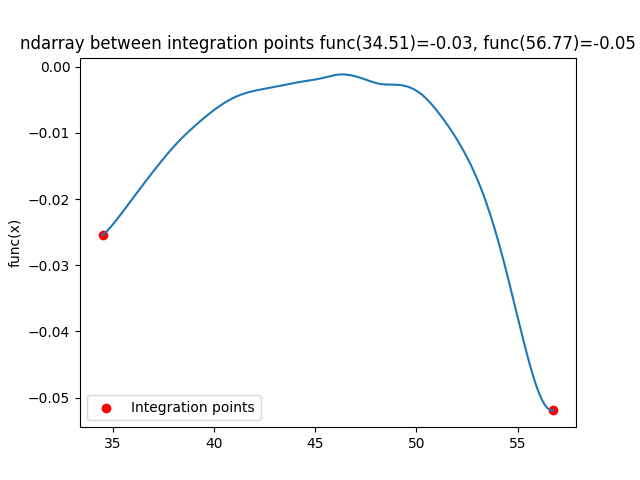 ndarray between integration points func(34.51)=-0.03, func(56.77)=-0.05
0.00
−0.01
−0.02
−0.03
−0.04
−0.05
func(x)
Integration points
35 40 45 50 55